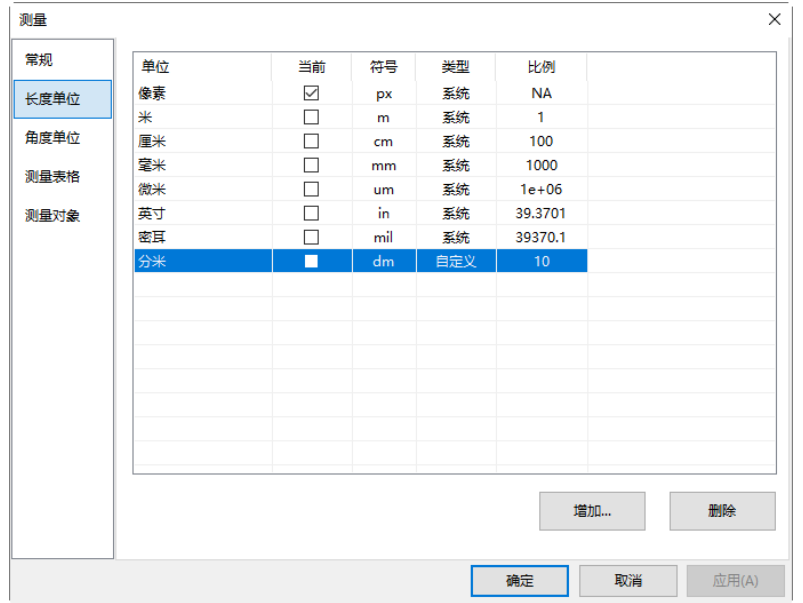 测量
常规
长度单位
角度单位
测量表格
测量对象
单位 当前 符号 类型 比例
像素 px 系统 NA
米 m 系统 1
厘米 cm 系统 100
毫米 mm 系统 1000
微米 um 系统 1e+06
英寸 in 系统 39.3701
密耳 mil 系统 39370.1
分米 dm 自定义 10
增加... 删除
确定 取消 应用(A)